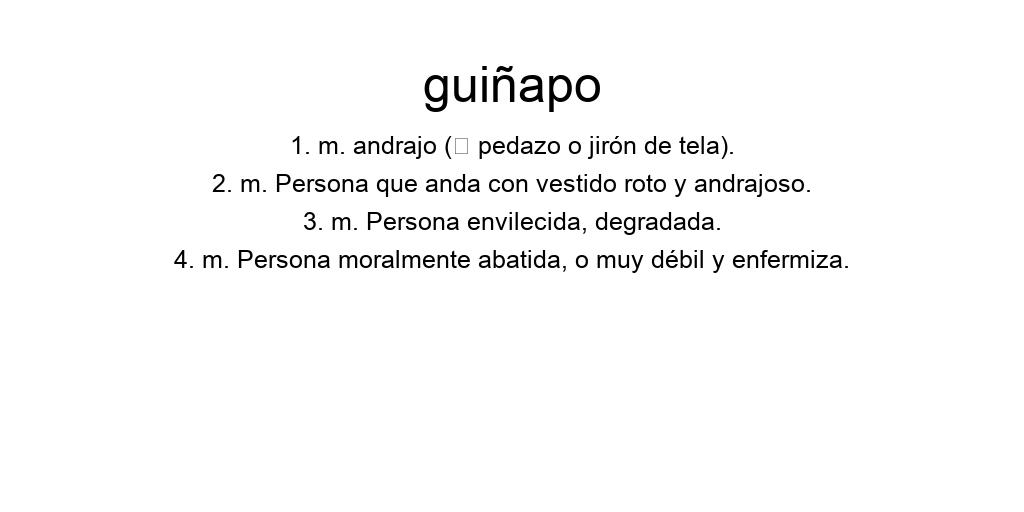 guiñapo
1. m. andrajo (□ pedazo o jirón de tela).
2. m. Persona que anda con vestido roto y andrajoso.
3. m. Persona envilecida, degradada.
4. m. Persona moralmente abatida, o muy débil y enfermiza.